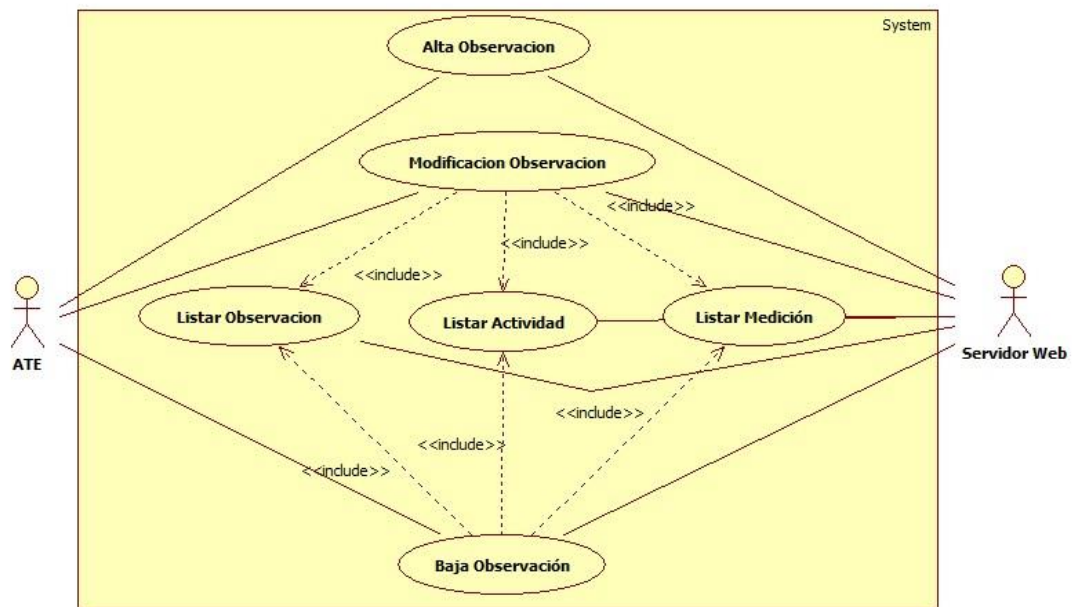 System
Alta Observacion
Modificacion Observacion
<<include>>
<<include>>
<<include>>
Listar Observacion
Listar Actividad
Listar Medición
ATE
Servidor Web
<<include>>
<<include>>
<<include>>
Baja Observación